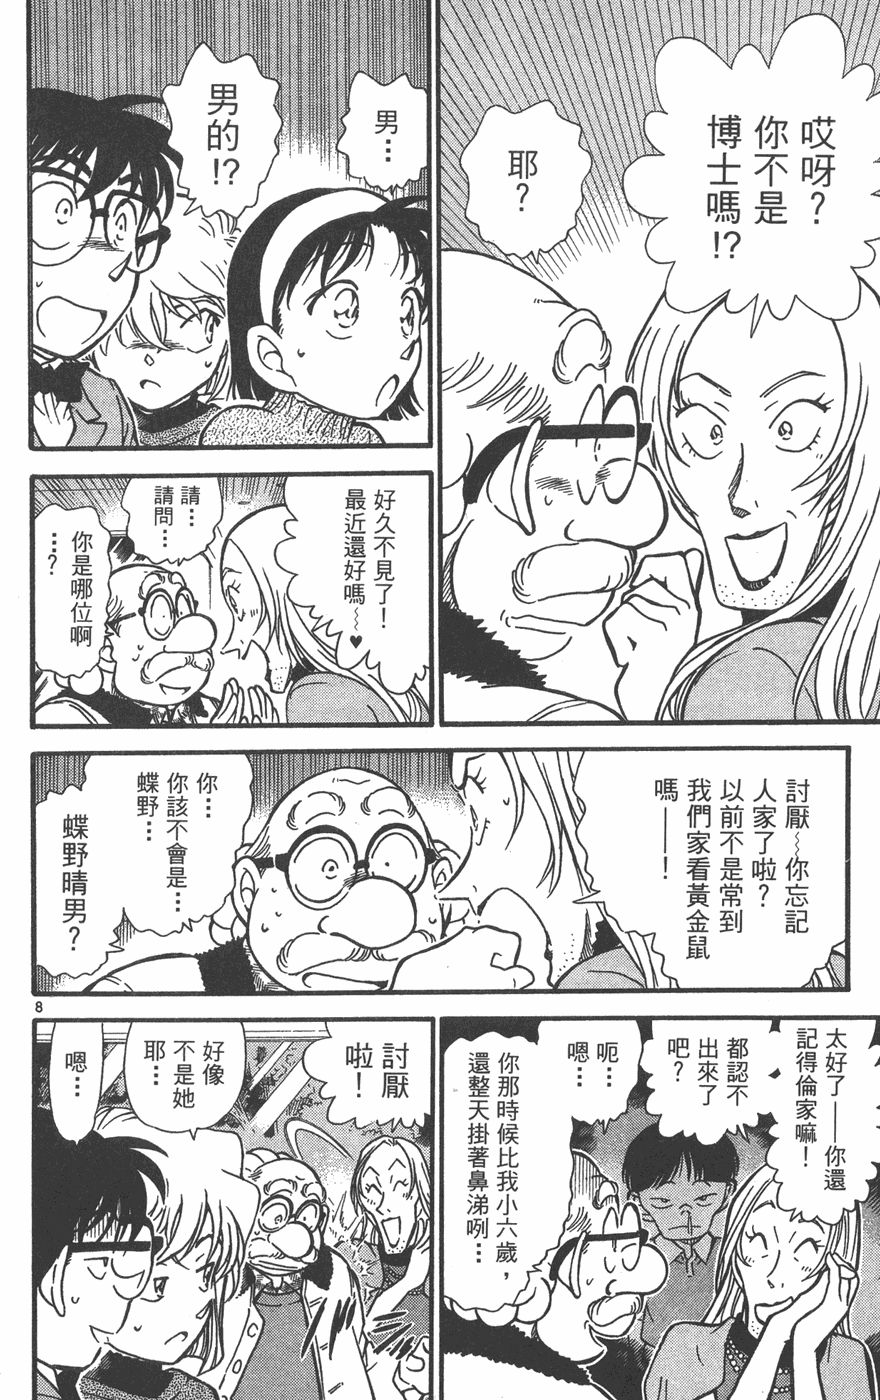 哎呀？
你不是
博士嗎!?
耶？
男…
男的!?
好久不見了！
最近還好嗎～♥
請…
請問…
你是哪位啊
…？
討厭～你忘記
人家了啦？
以前不是常到
我們家看黃金鼠
嗎——！
你…
你該不會是…
蝶野…
蝶野晴男？
8
太好了——你還
記得倫家嘛！
都認不
出來了
吧？
呃…
嗯…
你那時候比我小六歲，
還整天掛著鼻涕咧…
討厭
啦！
好像
不是她
耶…
嗯…